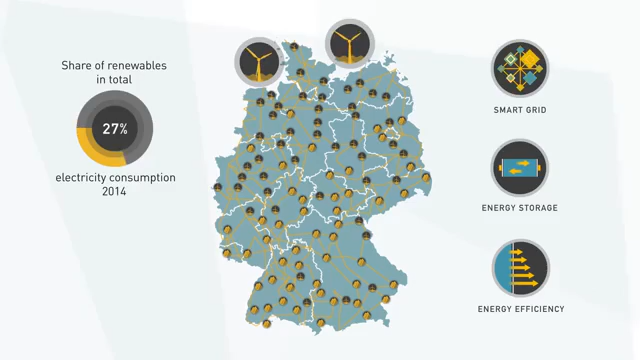 Share of renewables
in total
27%
electricity consumption
2014
SMART GRID
ENERGY STORAGE
ENERGY EFFICIENCY